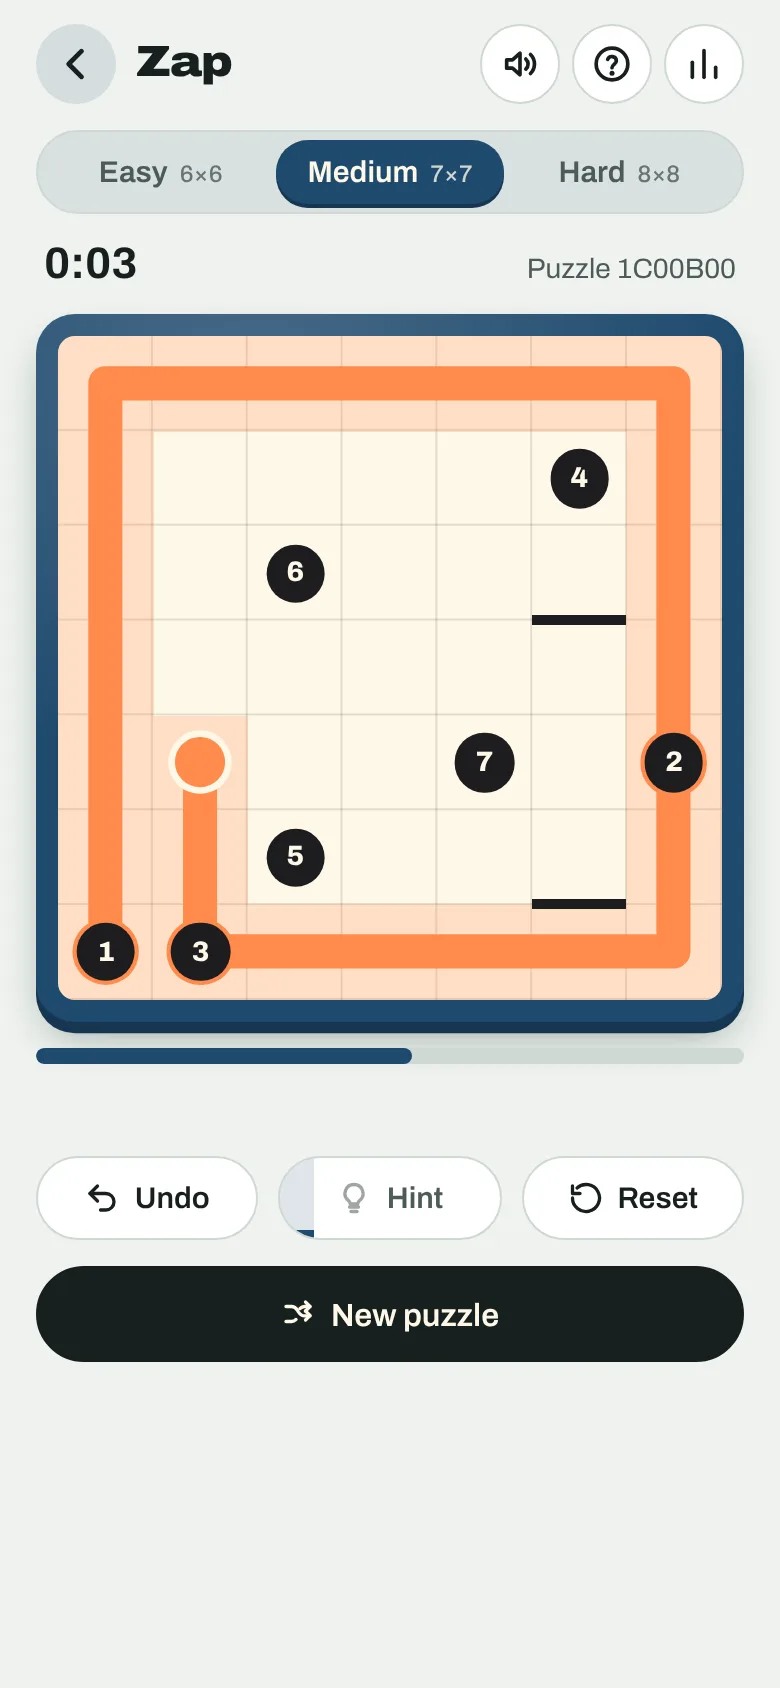 Zap
Easy 6×6 Medium 7×7 Hard 8×8
0:03 Puzzle 1C00B00
4
6
7 2
5
1 3
Undo Hint Reset
New puzzle